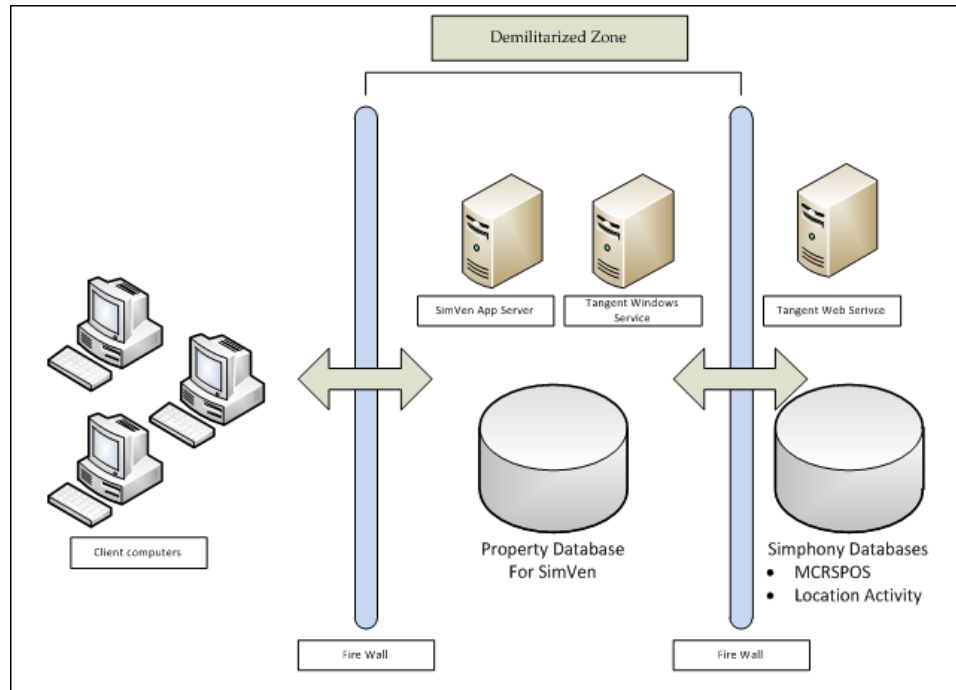 Demilitarized Zone
SimVen App Server
Tangent Windows
Service
Tangent Web Serivce
Client computers
Property Database
For SimVen
Simphony Databases
• MCRSPOS
• Location Activity
Fire Wall
Fire Wall